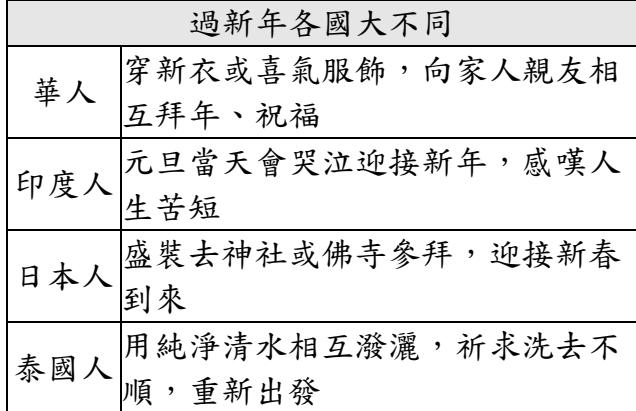 過新年各國大不同
華人
穿新衣或喜氣服飾，向家人親友相
互拜年、祝福
印度人
元旦當天會哭泣迎接新年，感嘆人
生苦短
日本人
盛裝去神社或佛寺參拜，迎接新春
到來
泰國人
用純淨清水相互潑灑，祈求洗去不
順，重新出發